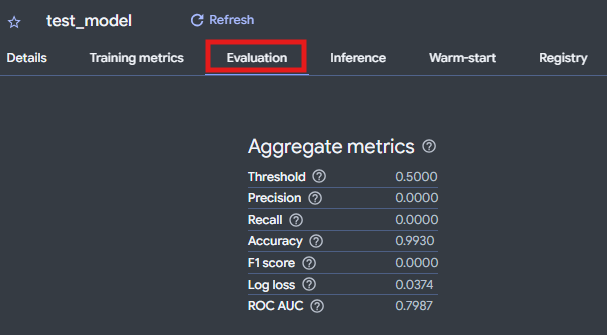 test_model Refresh
Details Training metrics Evaluation Inference Warm-start Registry
Aggregate metrics
Threshold 0.5000
Precision 0.0000
Recall 0.0000
Accuracy 0.9930
F1 score 0.0000
Log loss 0.0374
ROC AUC 0.7987